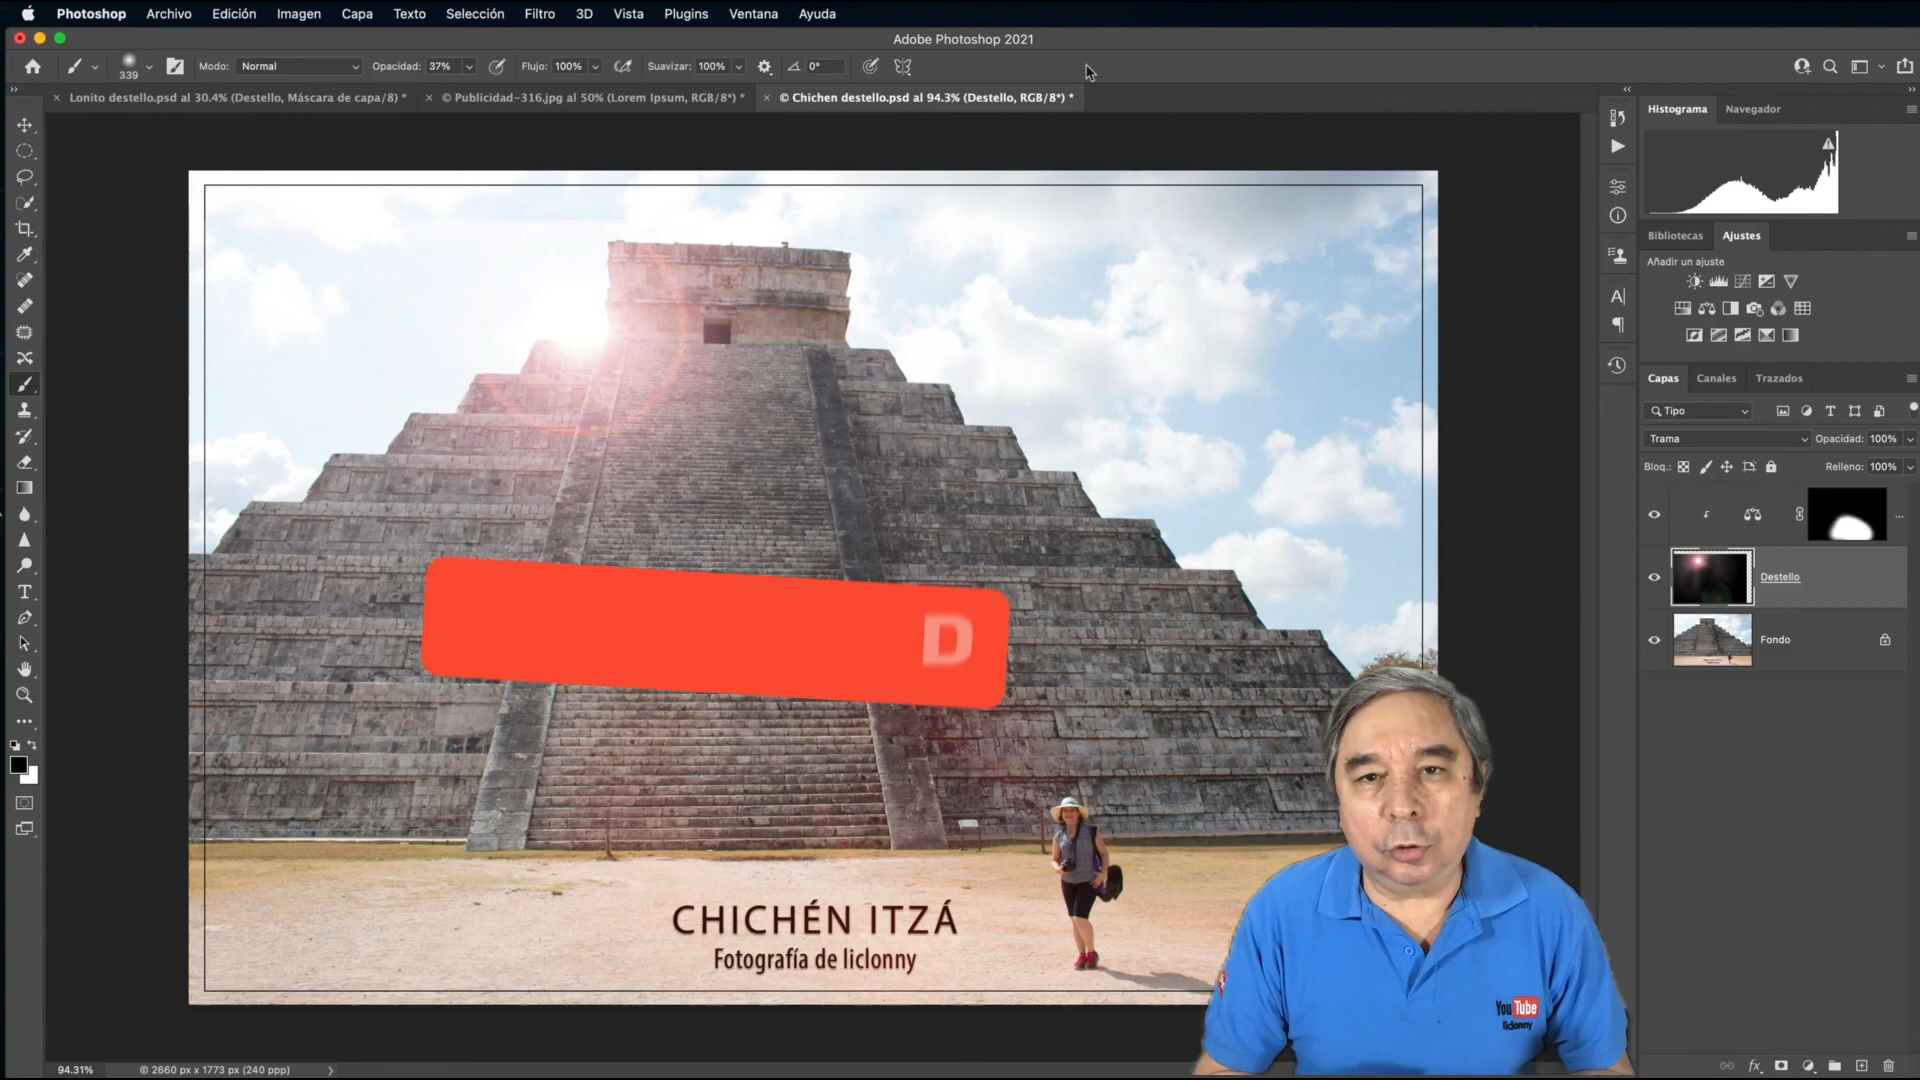 Photoshop Archivo Edición Imagen Capa Texto Selección Filtro 3D Vista Plugins Ventana Ayuda
Adobe Photoshop 2021
339 Modo: Normal Opacidad: 37% Flujo: 100% Suavizar: 100% 0°
Lonito destello.psd al 30.4% (Destello, Máscara de capa/8) *
© Publicidad-316.jpg al 50% (Lorem Ipsum, RGB/8*) *
© Chichen destello.psd al 94.3% (Destello, RGB/8*) *
Histograma Navegador
Bibliotecas Ajustes
Añadir un ajuste
Capas Canales Trazados
Tipo
Trama Opacidad: 100%
Bloq.: Relleno: 100%
Destello
Fondo
D
CHICHÉN ITZÁ
Fotografía de liclonny
YouTube
liclonny
94.31% © 2660 px x 1773 px (240 ppp)